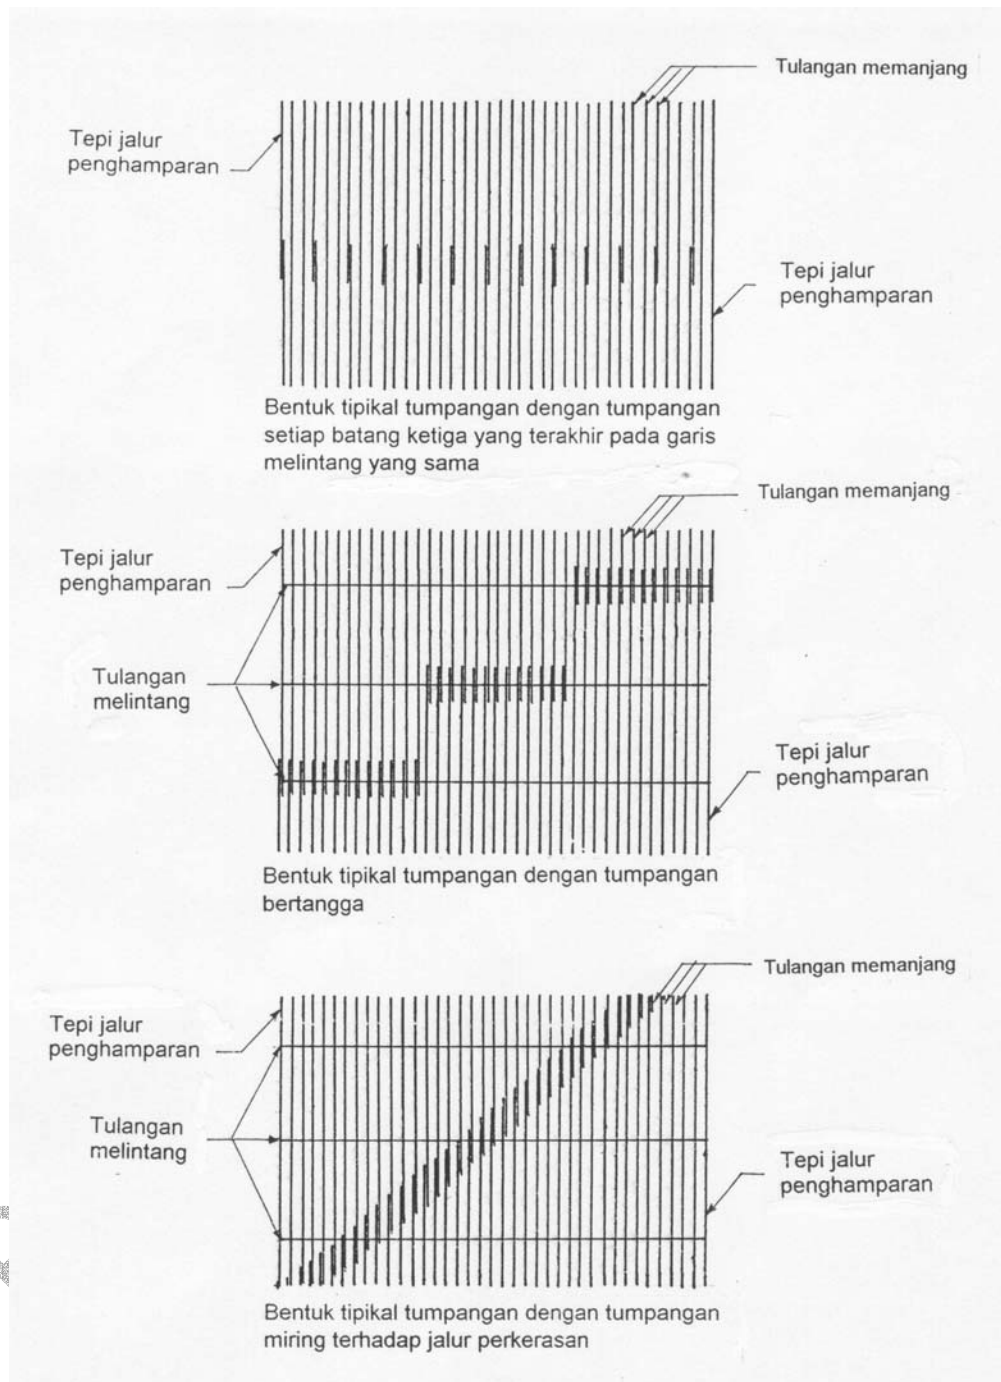 Tulangan memanjang
Tepi jalur
penghamparan
Tepi jalur
penghamparan
Bentuk tipikal tumpangan dengan tumpangan
setiap batang ketiga yang terakhir pada garis
melintang yang sama
Tulangan memanjang
Tepi jalur
penghamparan
Tulangan
melintang
Tepi jalur
penghamparan
Bentuk tipikal tumpangan dengan tumpangan
bertangga
Tulangan memanjang
Tepi jalur
penghamparan
Tulangan
melintang
Tepi jalur
penghamparan
Bentuk tipikal tumpangan dengan tumpangan
miring terhadap jalur perkerasan